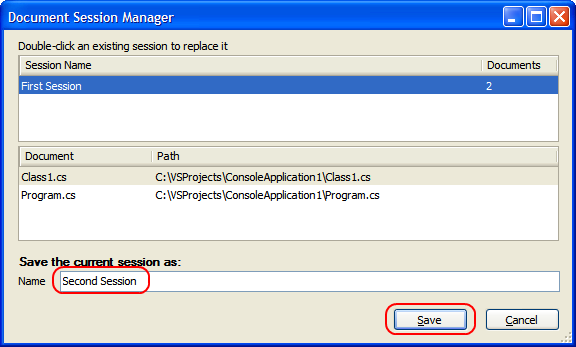 Document Session Manager
Double-click an existing session to replace it
Session Name Documents
First Session 2
Document Path
Class1.cs C:\VSProjects\ConsoleApplication1\Class1.cs
Program.cs C:\VSProjects\ConsoleApplication1\Program.cs
Save the current session as:
Name Second Session
Save Cancel